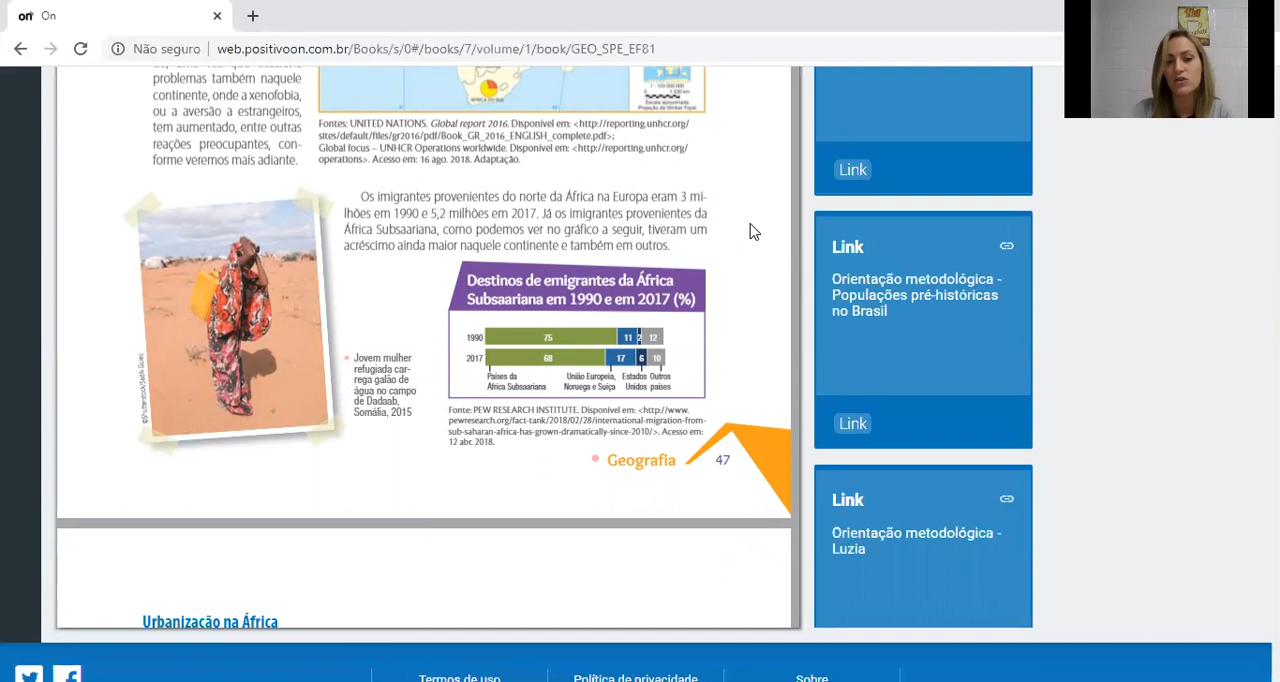 on On
Não seguro web.positivoon.com.br/Books/s/0#/books/7/volume/1/book/GEO_SPE_EF81
problemas também naquele
continente, onde a xenofobia,
ou a aversão a estrangeiros,
tem aumentado, entre outras
reações preocupantes, con-
forme veremos mais adiante.
ÁFRICA DO SUL
Escala aproximada
Projeção de Winkel Tripel
Fontes: UNITED NATIONS. Global report 2016. Disponível em: <http://reporting.unhcr.org/
sites/default/files/gr2016/pdf/Book_GR_2016_ENGLISH_complete.pdf>;
Global focus – UNHCR Operations worldwide. Disponível em: <http://reporting.unhcr.org/
operations>. Acesso em: 16 ago. 2018. Adaptação.
Os imigrantes provenientes do norte da África na Europa eram 3 mi-
lhões em 1990 e 5,2 milhões em 2017. Já os imigrantes provenientes da
África Subsaariana, como podemos ver no gráfico a seguir, tiveram um
acréscimo ainda maior naquele continente e também em outros.
Jovem mulher
refugiada car-
rega galão de
água no campo
de Dadaab,
Somália, 2015
Destinos de emigrantes da África
Subsaariana em 1990 e em 2017 (%)
1990 75 11 2 12
2017 68 17 6 10
Países da União Europeia, Estados Outros
África Subsaariana Noruega e Suíça Unidos países
Fonte: PEW RESEARCH INSTITUTE. Disponível em: <http://www.
pewresearch.org/fact-tank/2018/02/28/international-migration-from-
sub-saharan-africa-has-grown-dramatically-since-2010/>. Acesso em:
12 abr. 2018.
Geografia 47
Urbanização na África
Link
Link
Orientação metodológica -
Populações pré-históricas
no Brasil
Link
Link
Orientação metodológica -
Luzia
Termos de uso Política de privacidade Sobre